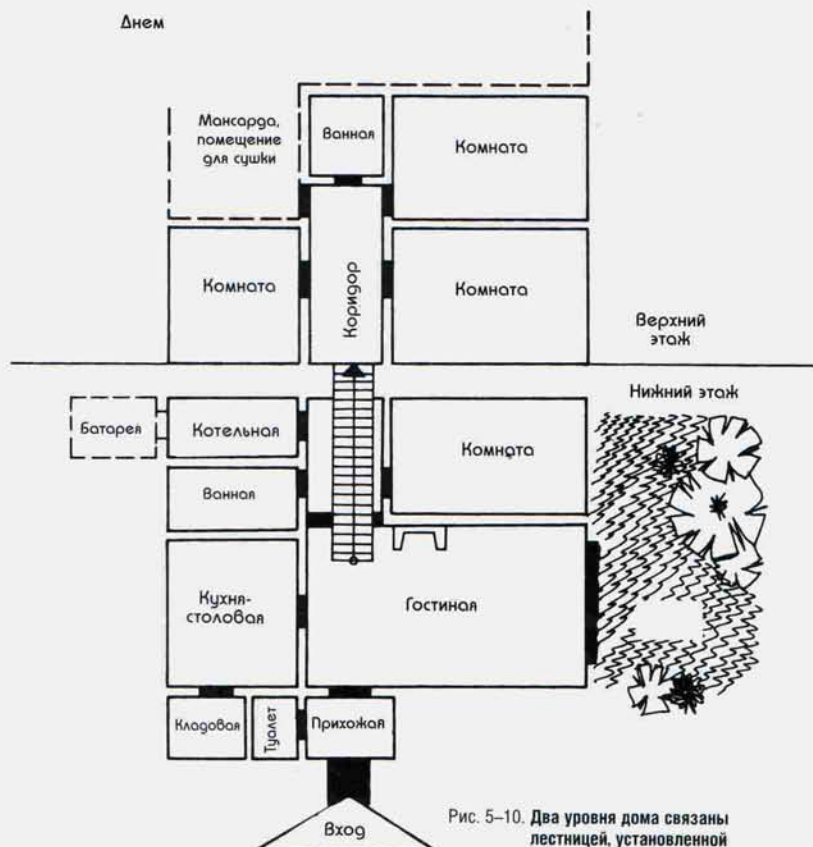 Днем
Мансарда,
помещение
для сушки
Ванная
Комната
Комната
Коридор
Комната
Верхний
этаж
Нижний этаж
Батарея
Котельная
Комната
Ванная
Кухня-
столовая
Гостиная
Кладовая
Туалет
Прихожая
Вход
Рис. 5–10. Два уровня дома связаны
лестницей, установленной